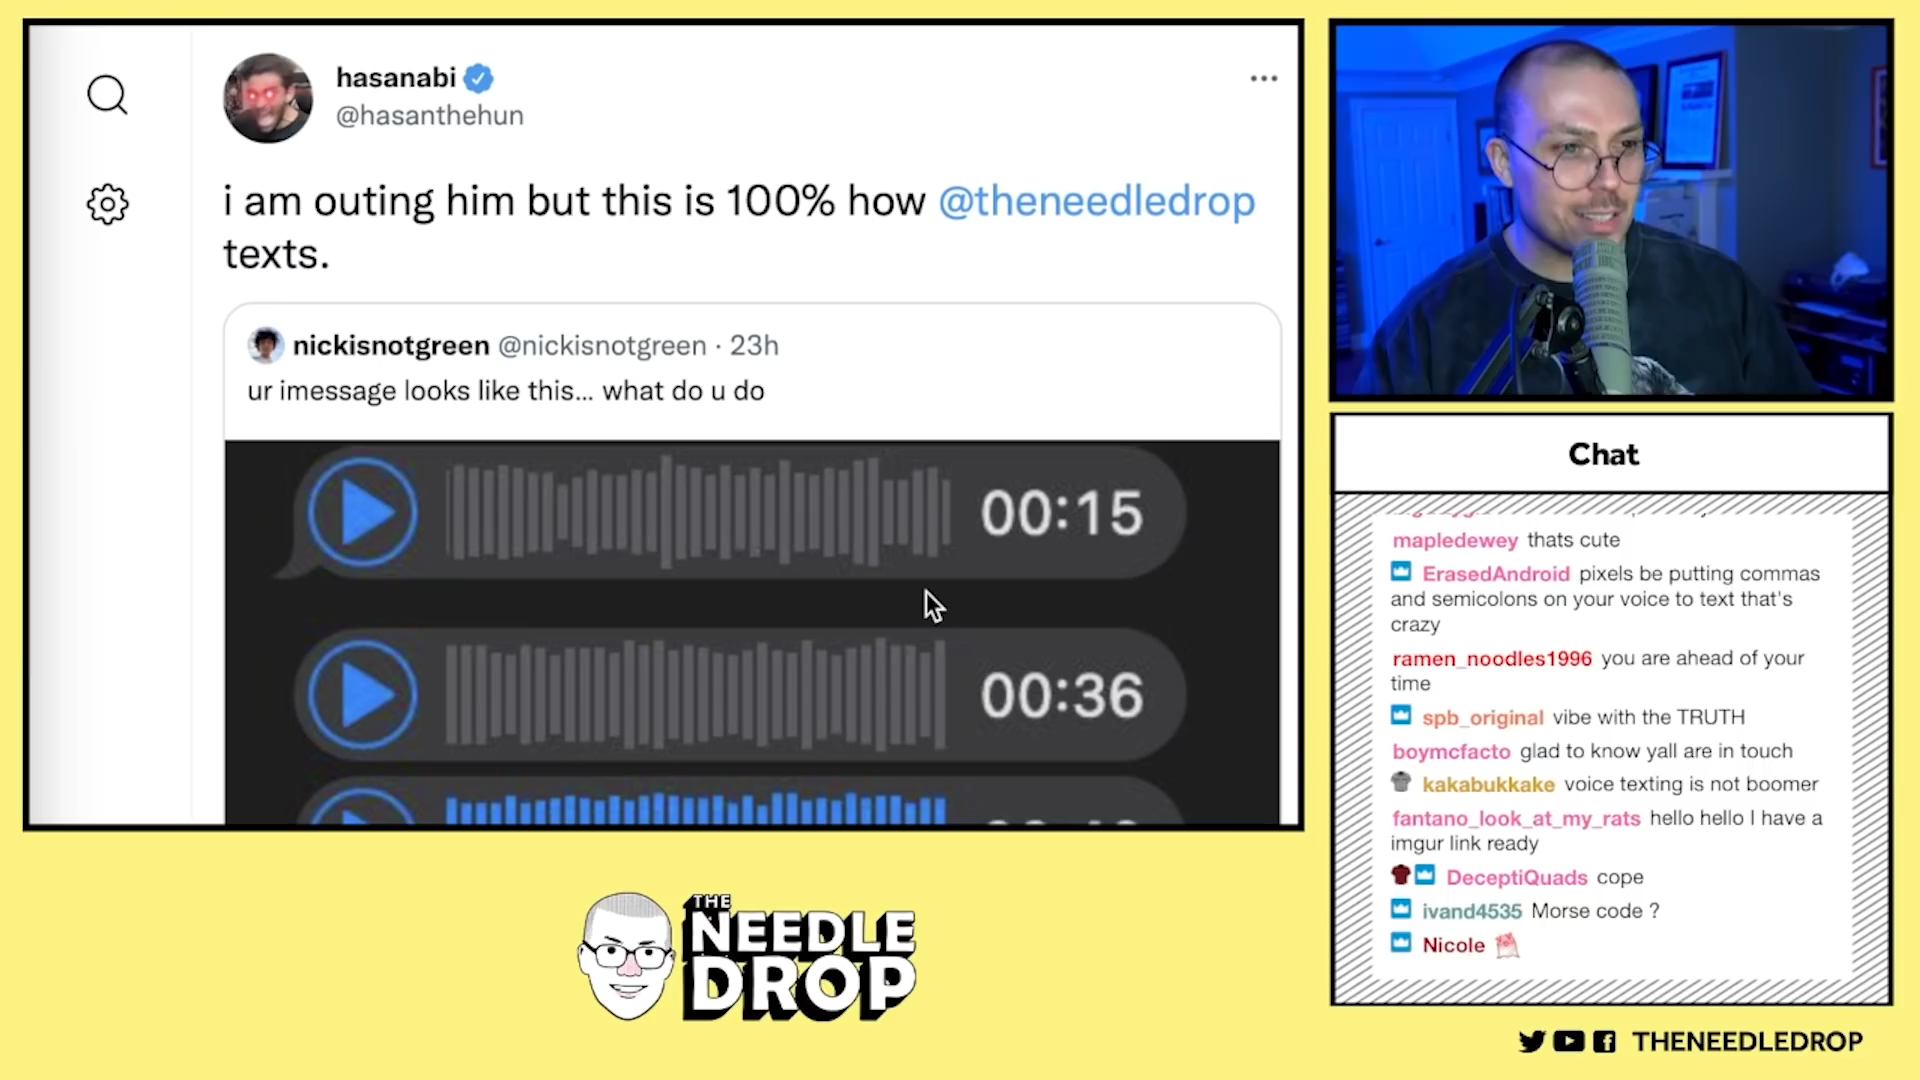 hasanabi
@hasanthehun
i am outing him but this is 100% how @theneedledrop
texts.
nickisnotgreen @nickisnotgreen · 23h
ur imessage looks like this... what do u do
00:15
00:36
Chat
mapledewey thats cute
ErasedAndroid pixels be putting commas
and semicolons on your voice to text that's
crazy
ramen_noodles1996 you are ahead of your
time
spb_original vibe with the TRUTH
boymcfacto glad to know yall are in touch
kakabukkake voice texting is not boomer
fantano_look_at_my_rats hello hello I have a
imgur link ready
DeceptiQuads cope
ivand4535 Morse code ?
Nicole
THE
NEEDLE
DROP
THENEEDLEDROP